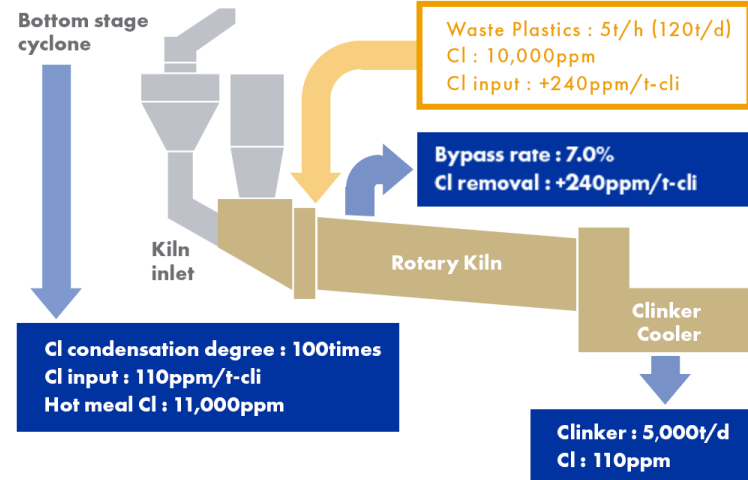 Bottom stage
cyclone
Waste Plastics : 5t/h (120t/d)
Cl : 10,000ppm
Cl input : +240ppm/t-cli
Bypass rate : 7.0%
Cl removal : +240ppm/t-cli
Kiln
inlet
Rotary Kiln
Clinker
Cooler
Cl condensation degree : 100times
Cl input : 110ppm/t-cli
Hot meal Cl : 11,000ppm
Clinker : 5,000t/d
Cl : 110ppm